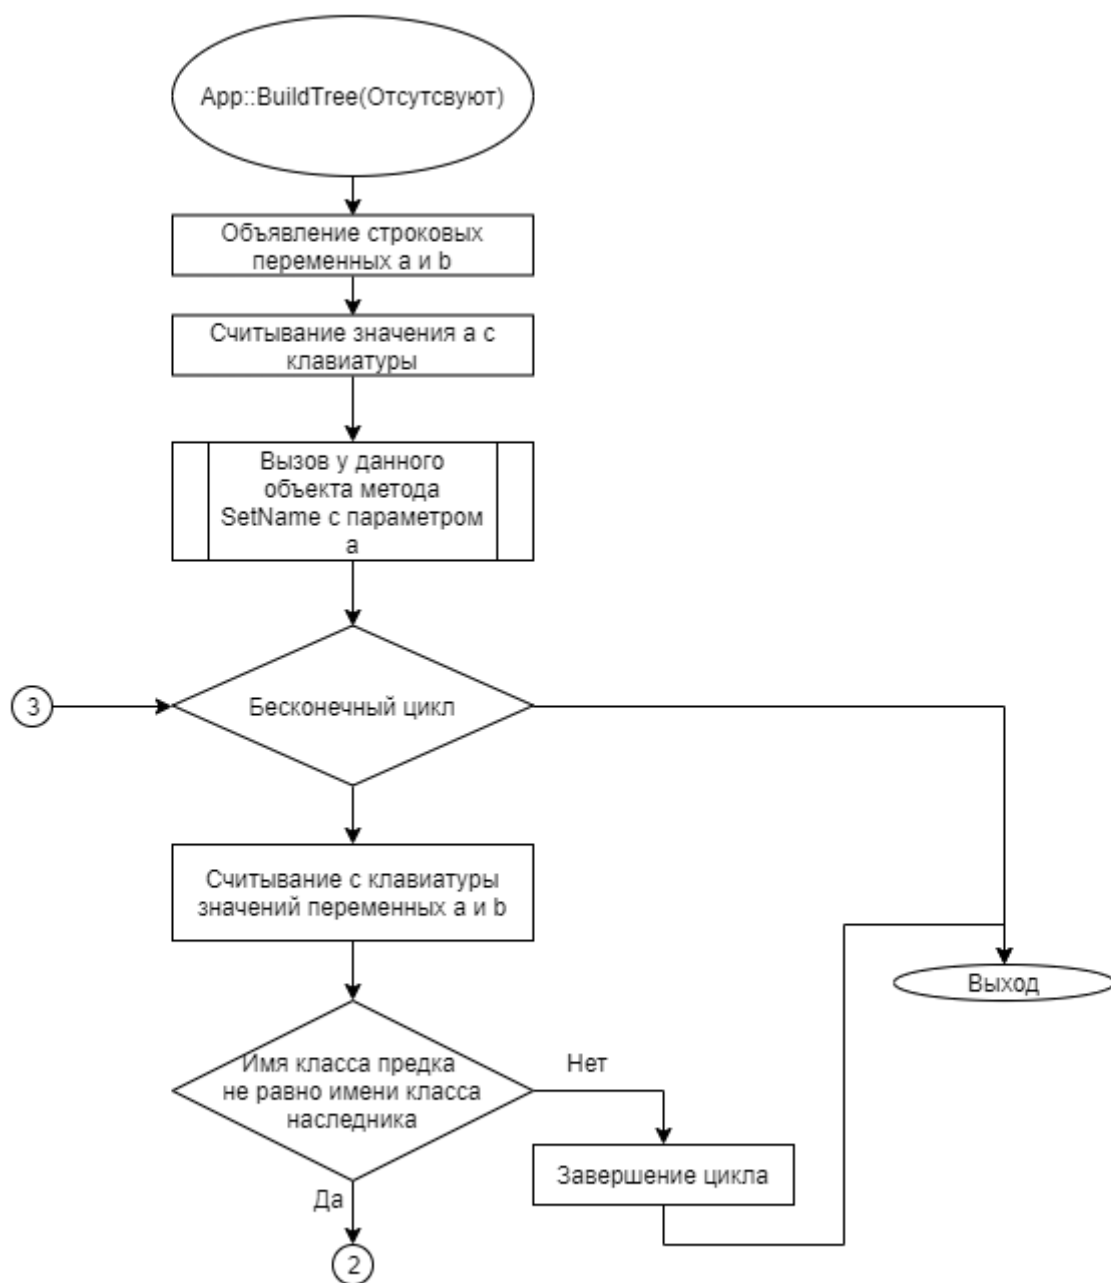 App::BuildTree(Отсутсвуют)
Объявление строковых
переменных a и b
Считывание значения a с
клавиатуры
Вызов у данного
объекта метода
SetName с параметром
a
3
Бесконечный цикл
Считывание с клавиатуры
значений переменных a и b
Выход
Имя класса предка
не равно имени класса
наследника
Нет
Завершение цикла
Да
2